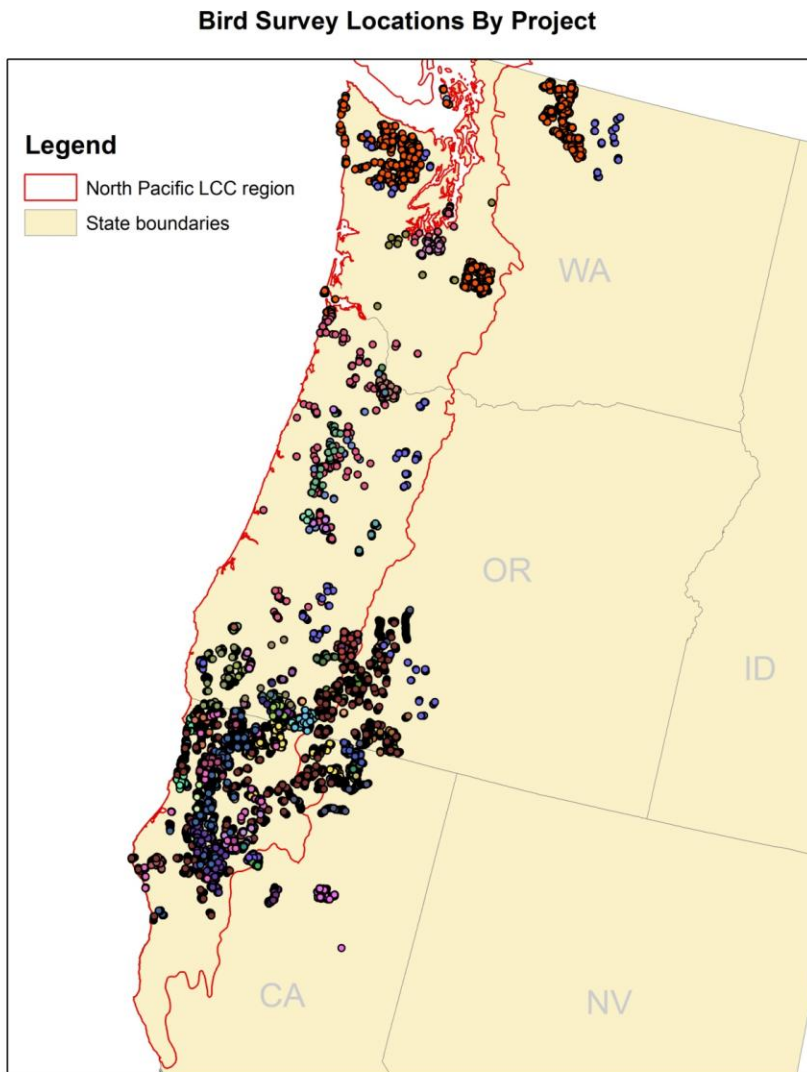 Bird Survey Locations By Project
Legend
North Pacific LCC region
State boundaries
WA
OR
ID
CA
NV